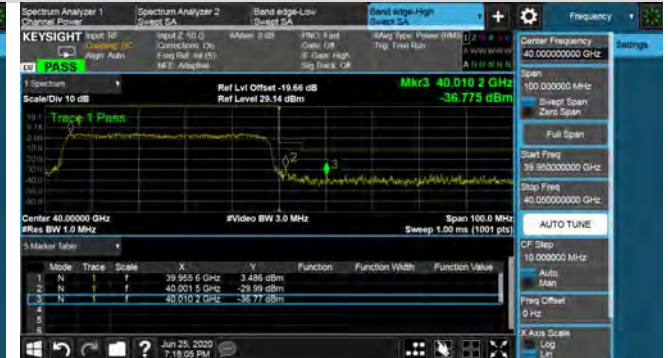 Spectrum Analyzer 1
Channel Power
Spectrum Analyzer 2
Swept SA
Band edge-Low
Swept SA
Band edge-High
Swept SA
Frequency
KEYSIGHT
Input: RF
Coupling: DC
Align: Auto
Input Z: 50 Ω
Corrections: On
Freq Ref: Int (S)
NFE: Adaptive
#Atten: 0 dB
PNO: Fast
Gate: Off
IF Gain: High
Sig Track: Off
#Avg Type: Power (RMS)
Trig: Free Run
LXI
PASS
1 Spectrum
Scale/Div 10 dB
Ref Lvl Offset -19.66 dB
Ref Level 29.14 dBm
Mkr3 40.010 2 GHz
-36.775 dBm
Trace 1 Pass
Center 40.00000 GHz
#Res BW 1.0 MHz
#Video BW 3.0 MHz
Span 100.0 MHz
Sweep 1.00 ms (1001 pts)
5 Marker Table
Mode Trace Scale X Y Function Function Width Function Value
1 N 1 f 39.955 6 GHz 3.486 dBm
2 N 1 f 40.001 5 GHz -29.99 dBm
3 N 1 f 40.010 2 GHz -36.77 dBm
4
5
6
Jun 25, 2020
7:18:05 PM
Center Frequency
40.000000000 GHz
Settings
Span
100.000000 MHz
Swept Span
Zero Span
Full Span
Start Freq
39.950000000 GHz
Stop Freq
40.050000000 GHz
AUTO TUNE
CF Step
10.000000 MHz
Auto
Man
Freq Offset
0 Hz
X Axis Scale
Log
Lin